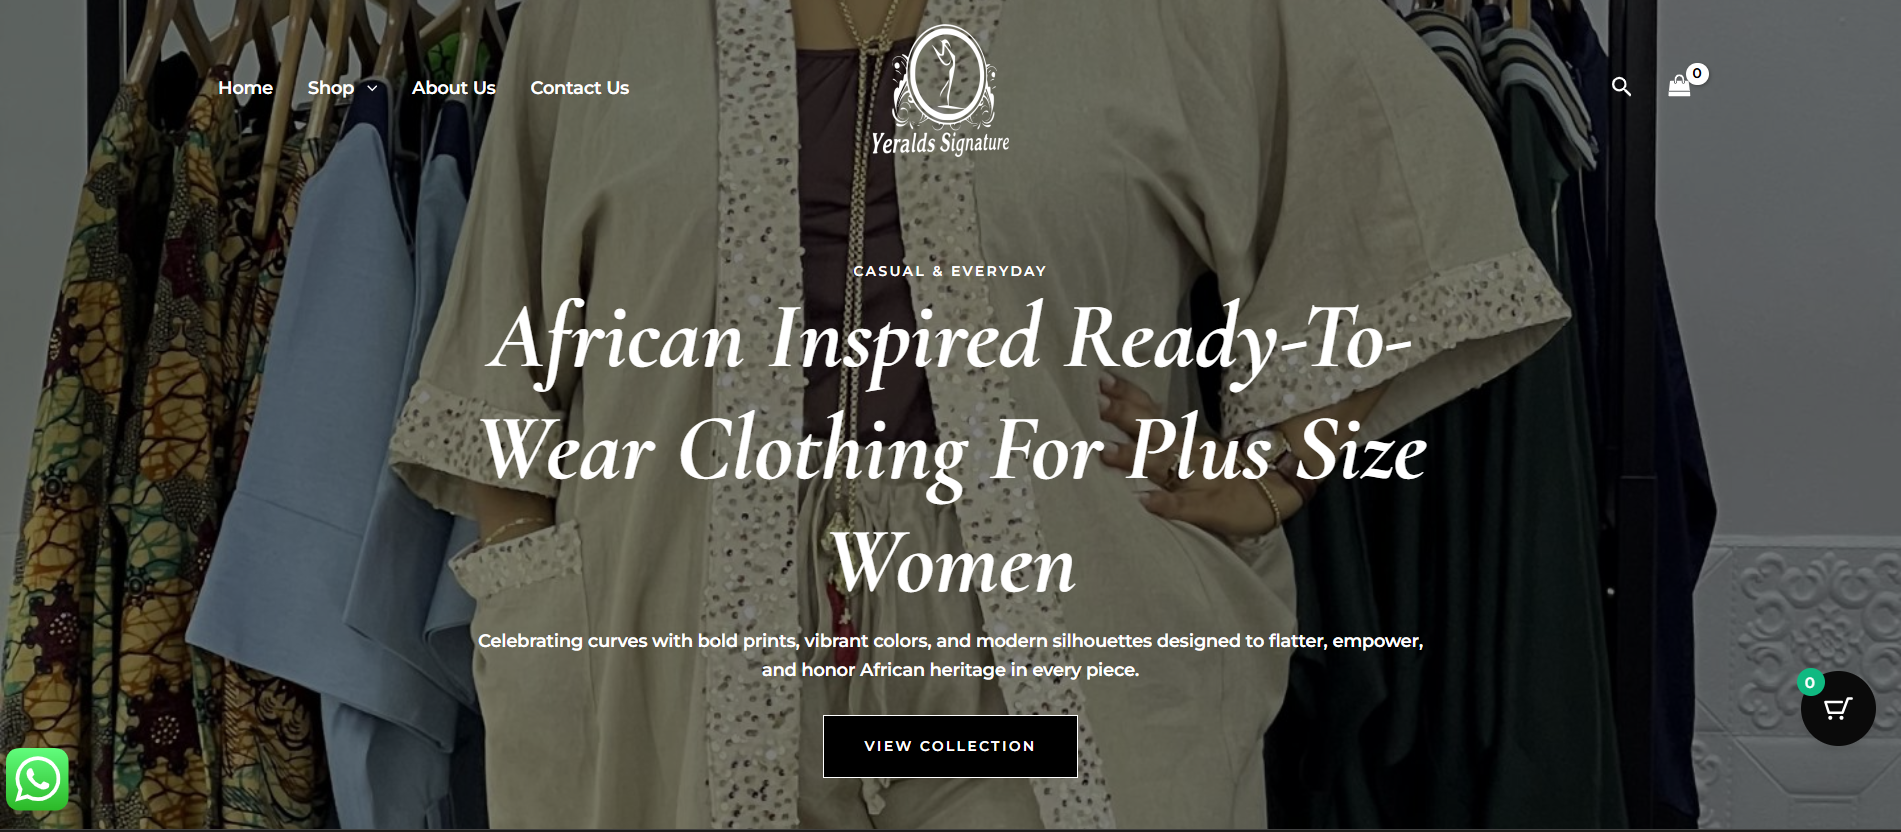 Home
Shop
About Us
Contact Us
Yeralds Signature
0
CASUAL & EVERYDAY
African Inspired Ready-To-
Wear Clothing For Plus Size
Women
Celebrating curves with bold prints, vibrant colors, and modern silhouettes designed to flatter, empower,
and honor African heritage in every piece.
0
VIEW COLLECTION